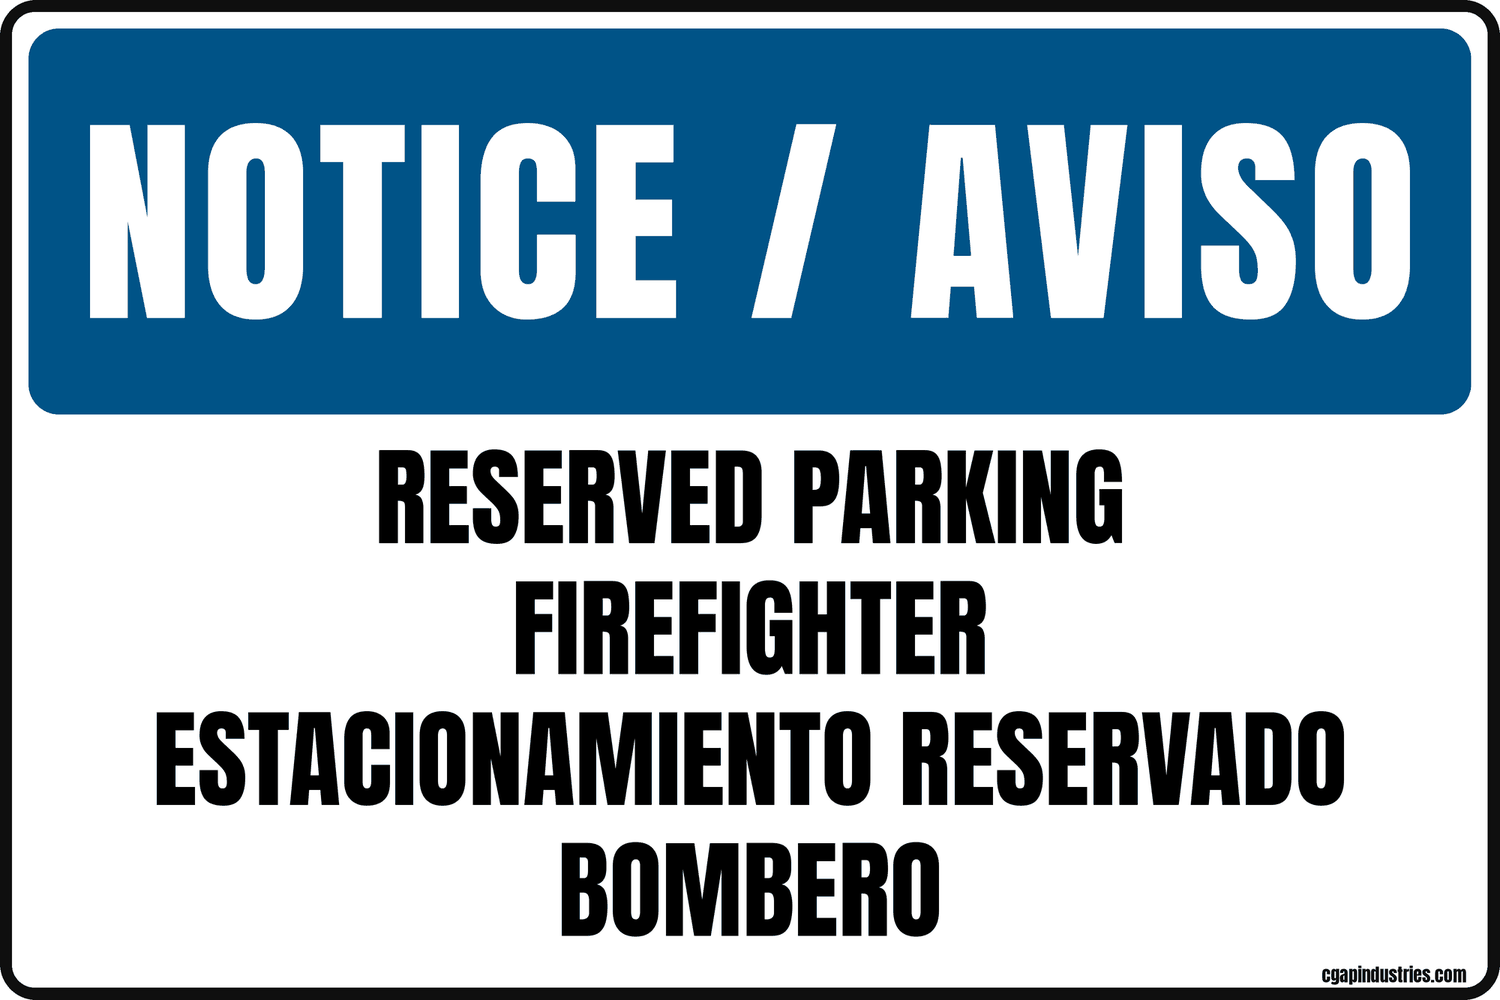 NOTICE / AVISO
RESERVED PARKING
FIREFIGHTER
ESTACIONAMIENTO RESERVADO
BOMBERO
cgapindustries.com